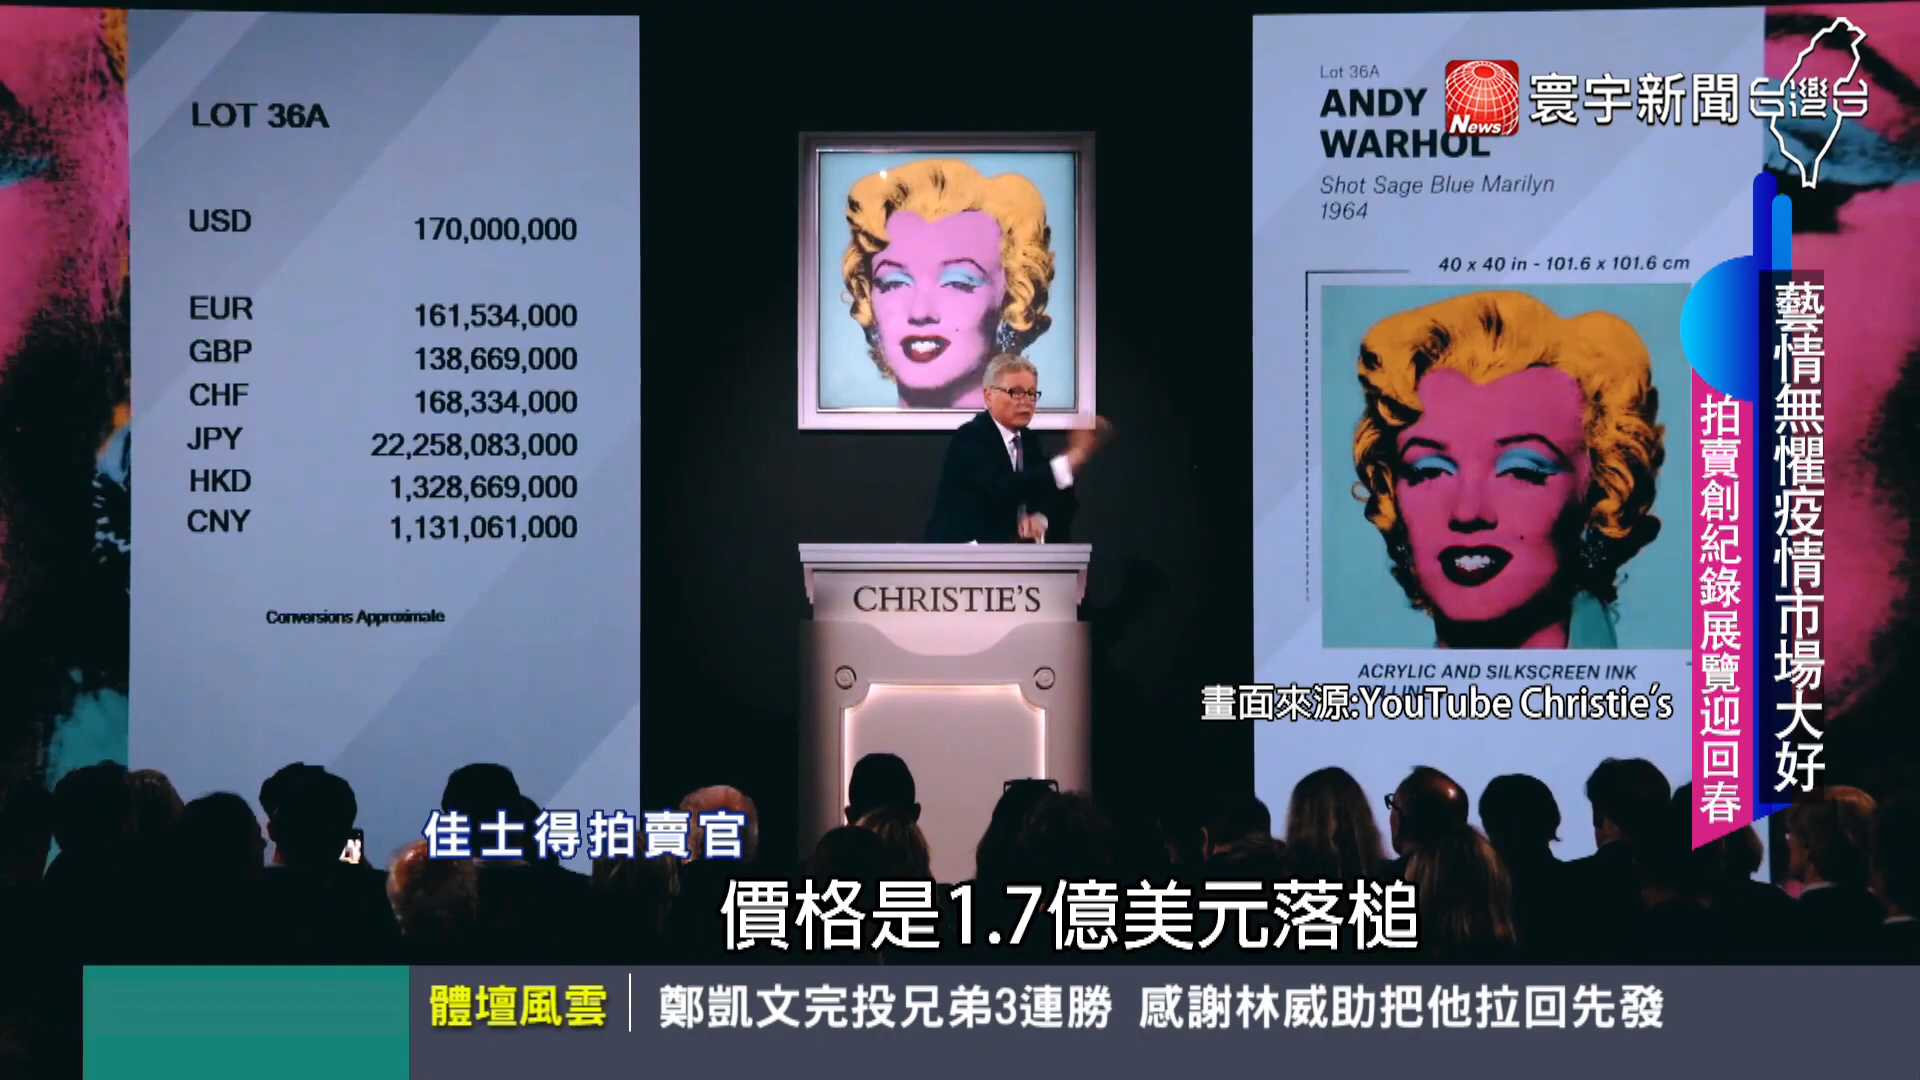 LOT 36A
USD 170,000,000
EUR 161,534,000
GBP 138,669,000
CHF 168,334,000
JPY 22,258,083,000
HKD 1,328,669,000
CNY 1,131,061,000
Conversions Approximate
CHRISTIE'S
Lot 36A
ANDY
WARHOL
Shot Sage Blue Marilyn
1964
40 x 40 in - 101.6 x 101.6 cm
ACRYLIC AND SILKSCREEN INK
News 寰宇新聞 台灣
藝情無懼疫情市場大好
拍賣創紀錄展覽迎回春
畫面來源:YouTube Christie's
佳士得拍賣官
價格是1.7億美元落槌
體壇風雲 鄭凱文完投兄弟3連勝 感謝林威助把他拉回先發